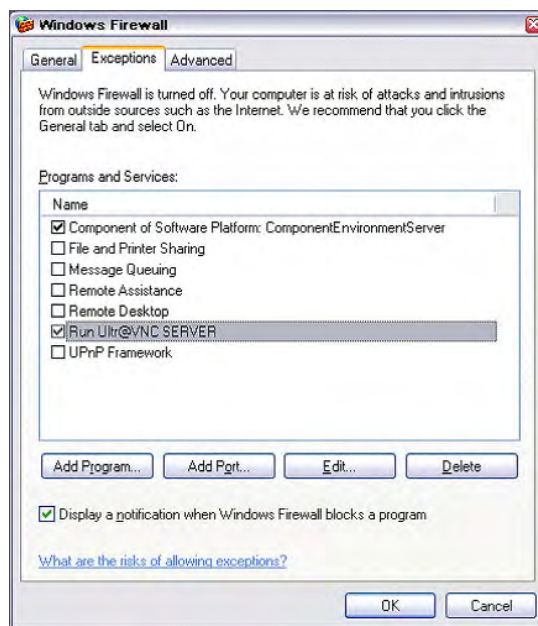 Windows Firewall
General Exceptions Advanced
Windows Firewall is turned off. Your computer is at risk of attacks and intrusions
from outside sources such as the Internet. We recommend that you click the
General tab and select On.
Programs and Services:
Name
Component of Software Platform: ComponentEnvironmentServer
File and Printer Sharing
Message Queuing
Remote Assistance
Remote Desktop
Run Ultr@VNC SERVER
UPnP Framework
Add Program... Add Port... Edit... Delete
Display a notification when Windows Firewall blocks a program
What are the risks of allowing exceptions?
OK Cancel